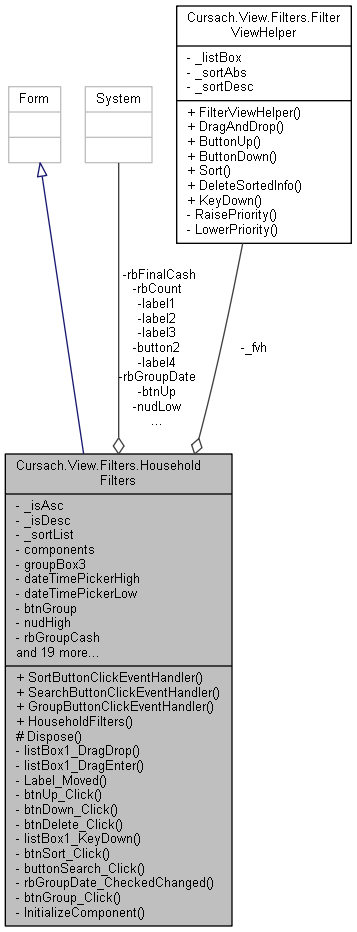 Cursach.View.Filters.Filter
ViewHelper
- _listBox
- _sortAbs
- _sortDesc
+ FilterViewHelper()
+ DragAndDrop()
+ ButtonUp()
+ ButtonDown()
+ Sort()
+ DeleteSortedInfo()
+ KeyDown()
- RaisePriority()
- LowerPriority()
Form
System
-rbFinalCash
-rbCount
-label1
-label2
-label3
-button2
-label4
-rbGroupDate
-btnUp
-nudLow
...
-_fvh
Cursach.View.Filters.Household
Filters
- _isAsc
- _isDesc
- _sortList
- components
- groupBox3
- dateTimePickerHigh
- dateTimePickerLow
- btnGroup
- nudHigh
- rbGroupCash
and 19 more...
+ SortButtonClickEventHandler()
+ SearchButtonClickEventHandler()
+ GroupButtonClickEventHandler()
+ HouseholdFilters()
# Dispose()
- listBox1_DragDrop()
- listBox1_DragEnter()
- Label_Moved()
- btnUp_Click()
- btnDown_Click()
- btnDelete_Click()
- listBox1_KeyDown()
- btnSort_Click()
- buttonSearch_Click()
- rbGroupDate_CheckedChanged()
- btnGroup_Click()
- InitializeComponent()